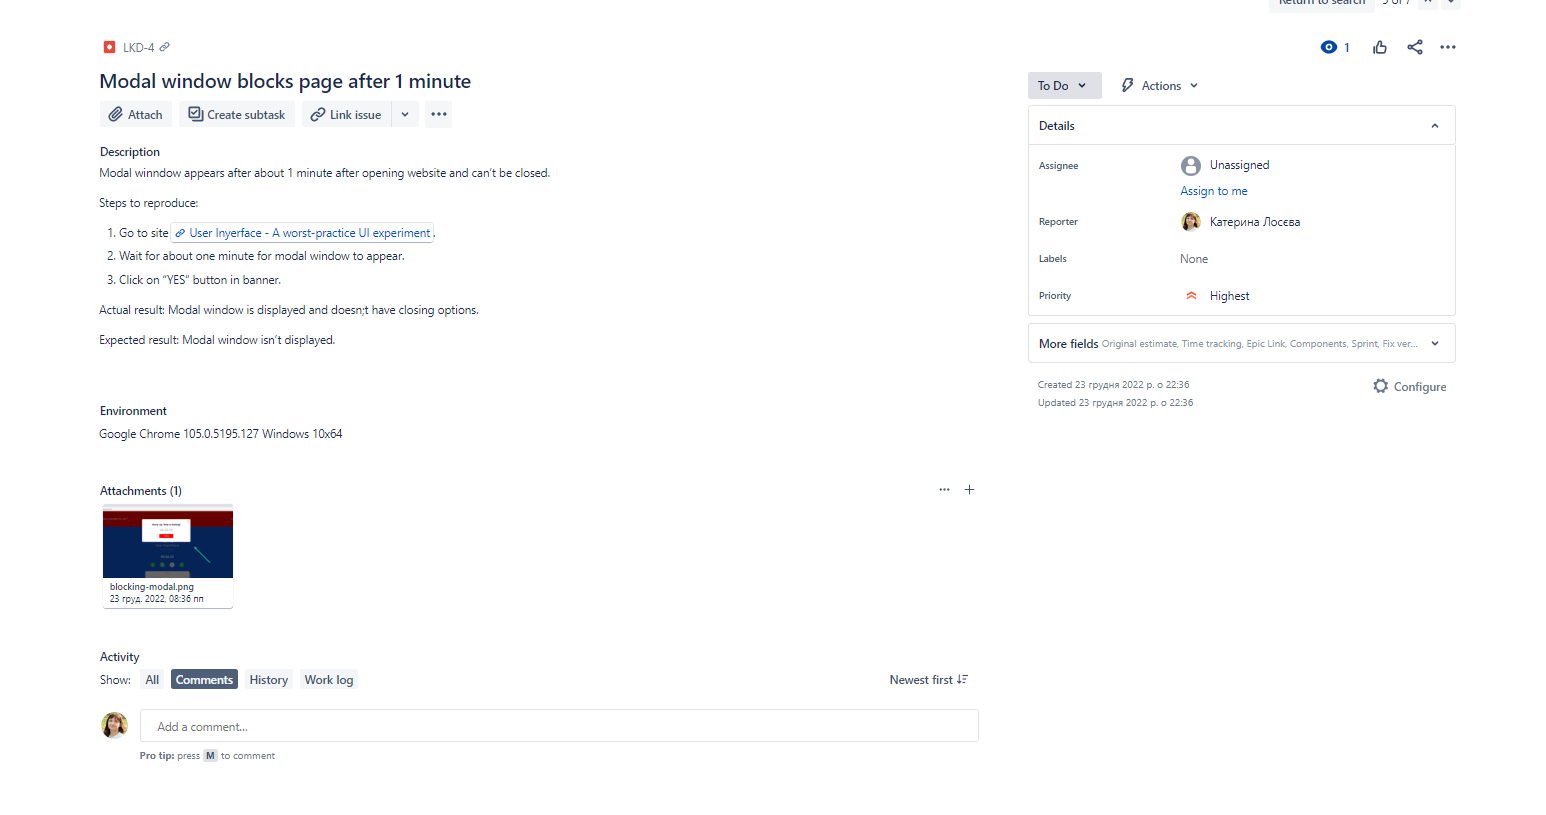 Return to search 5 of 7
LKD-4
1
Modal window blocks page after 1 minute
To Do
Actions
Attach
Create subtask
Link issue
Details
Description
Modal winndow appears after about 1 minute after opening website and can't be closed.
Assignee
Unassigned
Assign to me
Steps to reproduce:
Reporter
Катерина Лосєва
1. Go to site User Inyerface - A worst-practice UI experiment.
2. Wait for about one minute for modal window to appear.
Labels
None
3. Click on “YES” button in banner.
Priority
Highest
Actual result: Modal window is displayed and doesn;t have closing options.
Expected result: Modal window isn't displayed.
More fields Original estimate, Time tracking, Epic Link, Components, Sprint, Fix ver...
Created 23 грудня 2022 р. о 22:36
Configure
Updated 23 грудня 2022 р. о 22:36
Environment
Google Chrome 105.0.5195.127 Windows 10x64
Attachments (1)
blocking-modal.png
23 груд. 2022, 08:36 пп
Activity
Show: All Comments History Work log
Newest first
Add a comment...
Pro tip: press M to comment